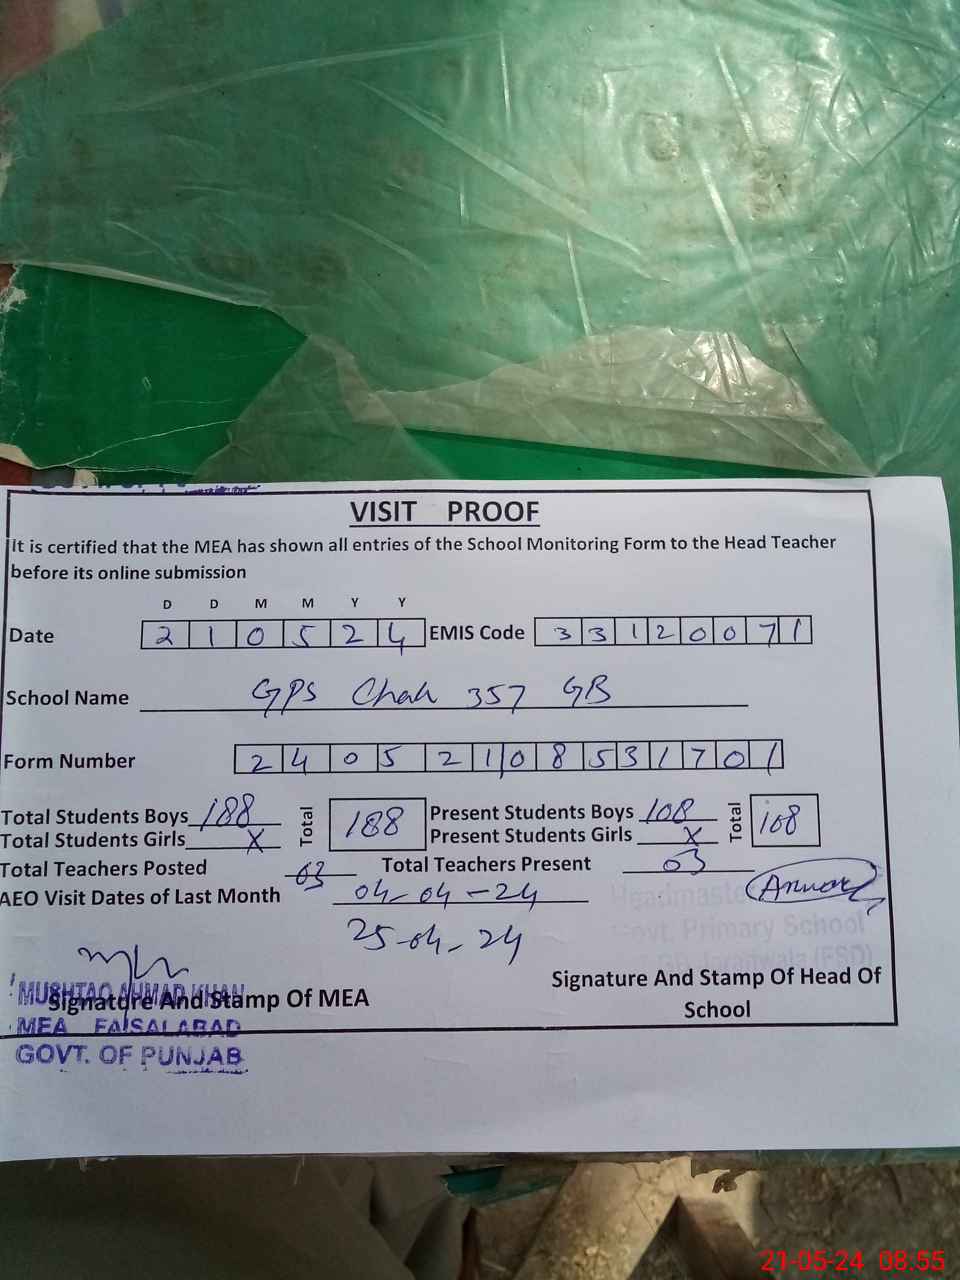 VISIT PROOF
It is certified that the MEA has shown all entries of the School Monitoring Form to the Head Teacher
before its online submission
D D M M Y Y
Date 2 1 0 5 2 4 EMIS Code 3 3 1 2 0 0 7 1
School Name GPS Chak 357 GB
Form Number 2 4 0 5 2 1 0 8 5 3 1 7 0 1
Total Students Boys 188 Total 188 Present Students Boys 108 Total 108
Total Students Girls X Present Students Girls X
Total Teachers Posted 03 Total Teachers Present 03
AEO Visit Dates of Last Month 04-04-24
25-04-24
Headmaster
Govt. Primary School
GB Jaranwala (FSD)
Signature And Stamp Of MEA
Signature And Stamp Of Head Of
School
MUSHTAQ AHMAD KHAN
MEA FAISALABAD
GOVT. OF PUNJAB
21-05-24 08:55